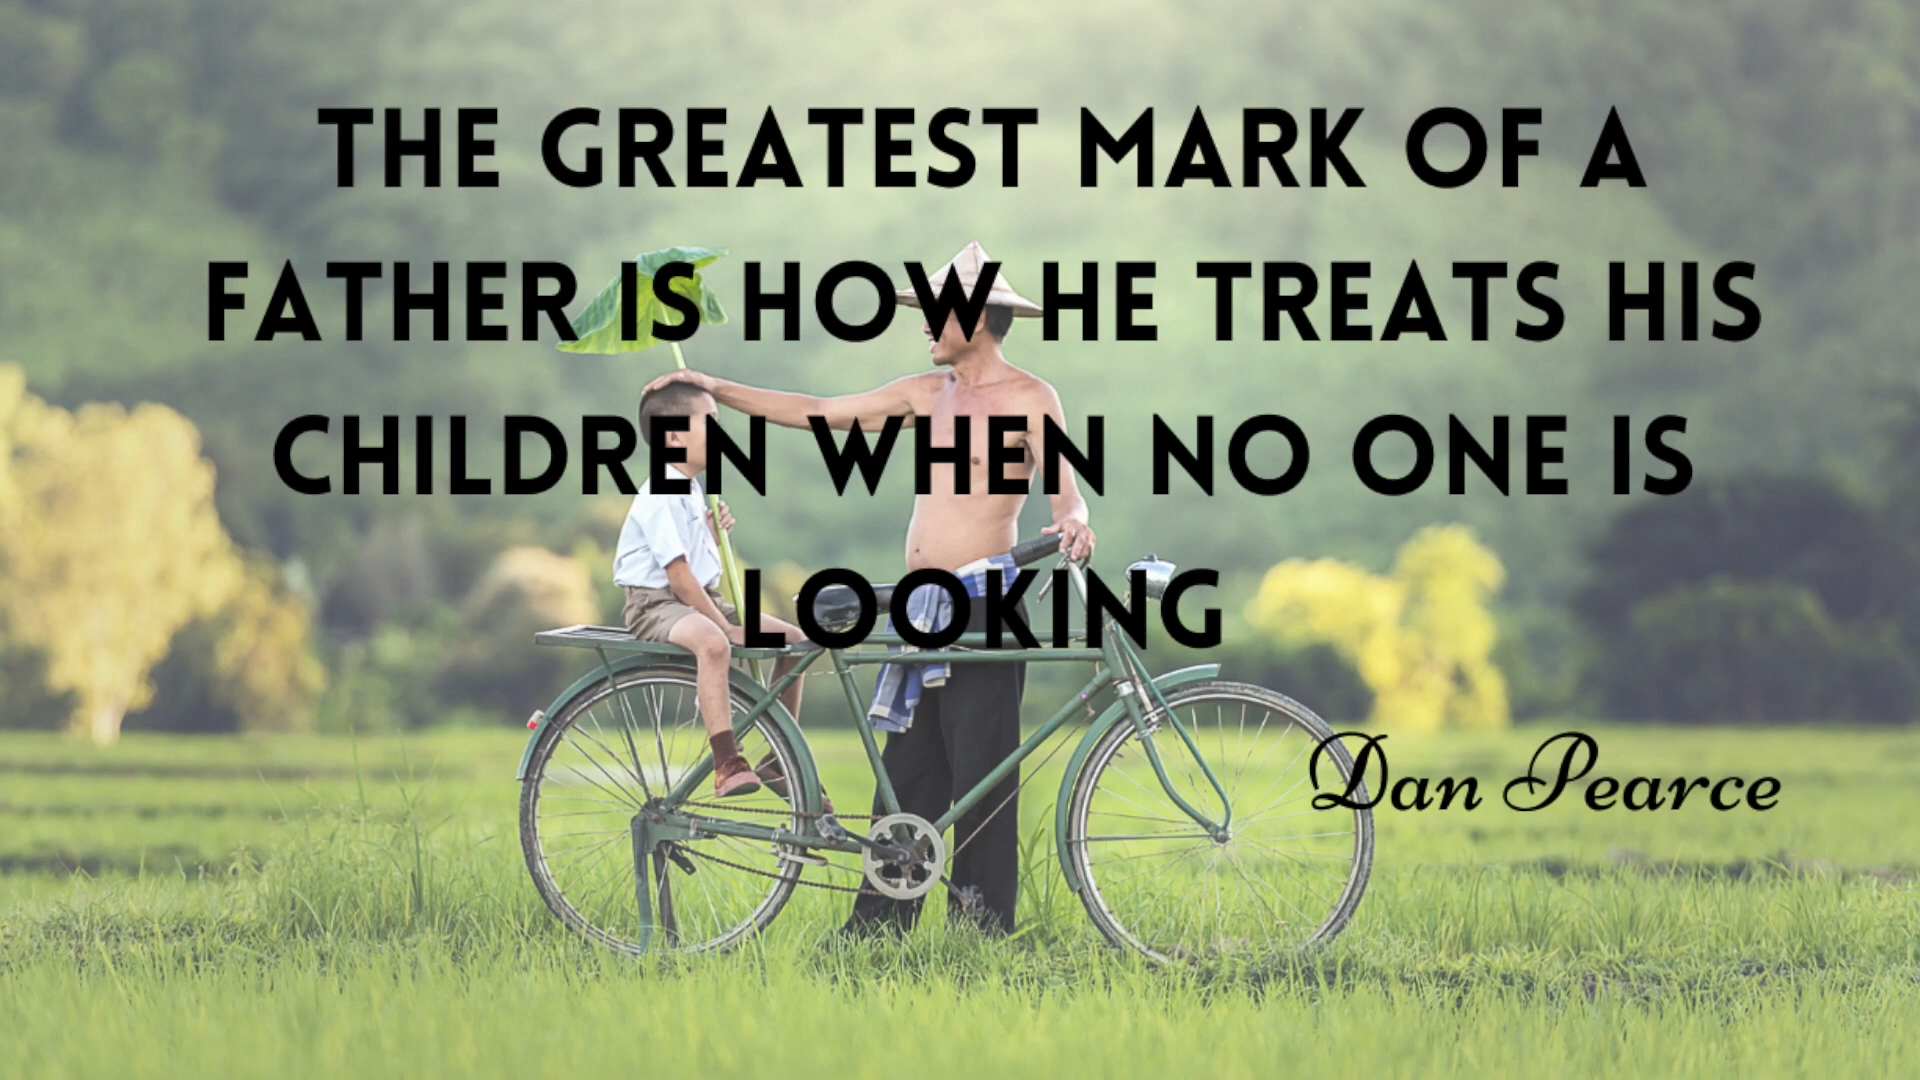 THE GREATEST MARK OF A
FATHER IS HOW HE TREATS HIS
CHILDREN WHEN NO ONE IS
LOOKING
Dan Pearce